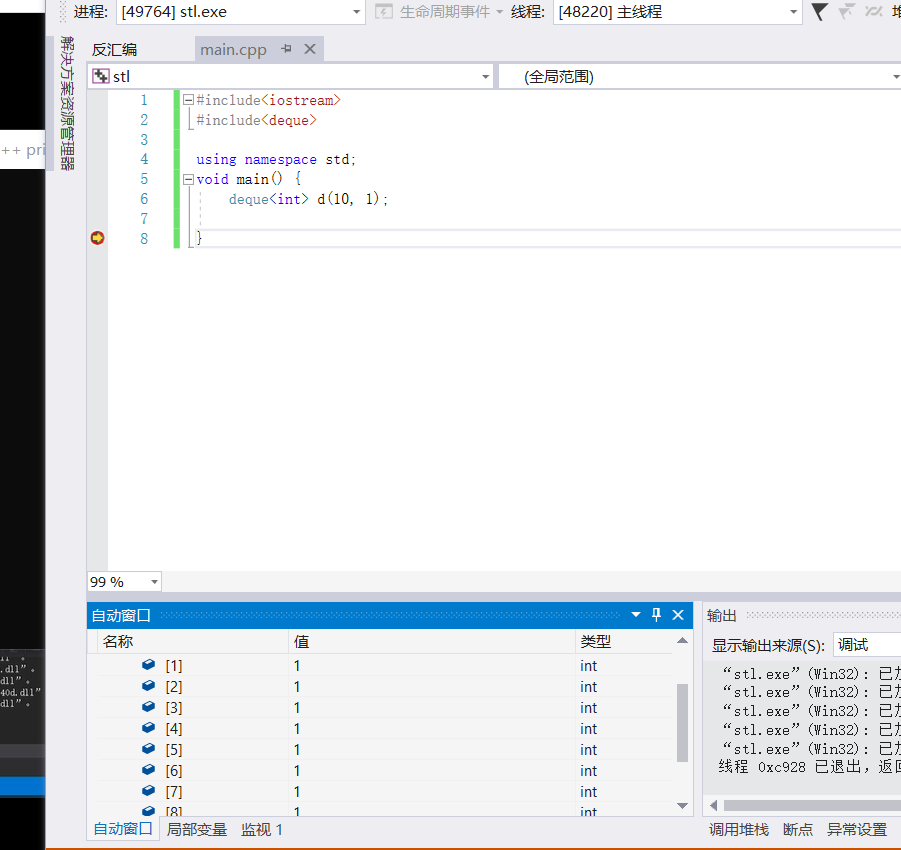 进程: [49764] stl.exe 生命周期事件 线程: [48220] 主线程
解决方案资源管理器
反汇编 main.cpp
stl (全局范围)
++ pri
1 #include<iostream>
2 #include<deque>
3
4 using namespace std;
5 void main() {
6 deque<int> d(10, 1);
7
8 }
99 %
自动窗口
名称 值 类型
[1] 1 int
[2] 1 int
[3] 1 int
[4] 1 int
[5] 1 int
[6] 1 int
[7] 1 int
[8] 1 int
自动窗口 局部变量 监视 1
输出
显示输出来源(S): 调试
“stl.exe”(Win32): 已加
“stl.exe”(Win32): 已加
“stl.exe”(Win32): 已加
“stl.exe”(Win32): 已加
“stl.exe”(Win32): 已加
线程 0xc928 已退出，返回
调用堆栈 断点 异常设置
.dll”。
dll”。
40d.dll”
dll”。